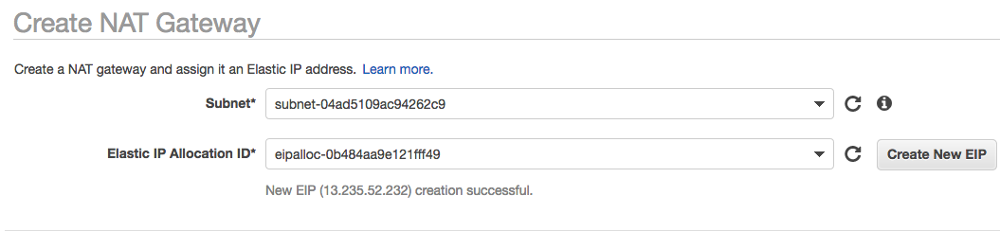 Create NAT Gateway
Create a NAT gateway and assign it an Elastic IP address. Learn more.
Subnet* subnet-04ad5109ac94262c9
Elastic IP Allocation ID* eipalloc-0b484aa9e121fff49 Create New EIP
New EIP (13.235.52.232) creation successful.